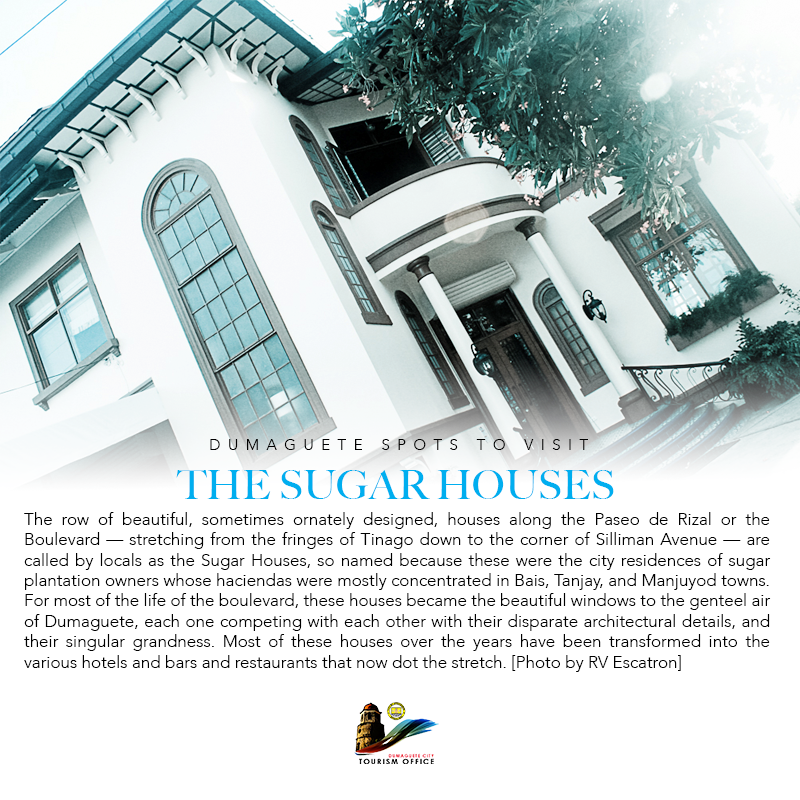 DUMAGUETE SPOTS TO VISIT
THE SUGAR HOUSES
The row of beautiful, sometimes ornately designed, houses along the Paseo de Rizal or the
Boulevard — stretching from the fringes of Tinago down to the corner of Silliman Avenue — are
called by locals as the Sugar Houses, so named because these were the city residences of sugar
plantation owners whose haciendas were mostly concentrated in Bais, Tanjay, and Manjuyod towns.
For most of the life of the boulevard, these houses became the beautiful windows to the genteel air
of Dumaguete, each one competing with each other with their disparate architectural details, and
their singular grandness. Most of these houses over the years have been transformed into the
various hotels and bars and restaurants that now dot the stretch. [Photo by RV Escatron]
DUMAGUETE CITY
TOURISM OFFICE